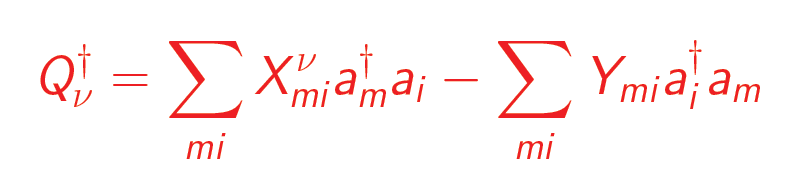 Q†ν = ∑mi Xνmi a†m ai − ∑mi Ymi a†i am